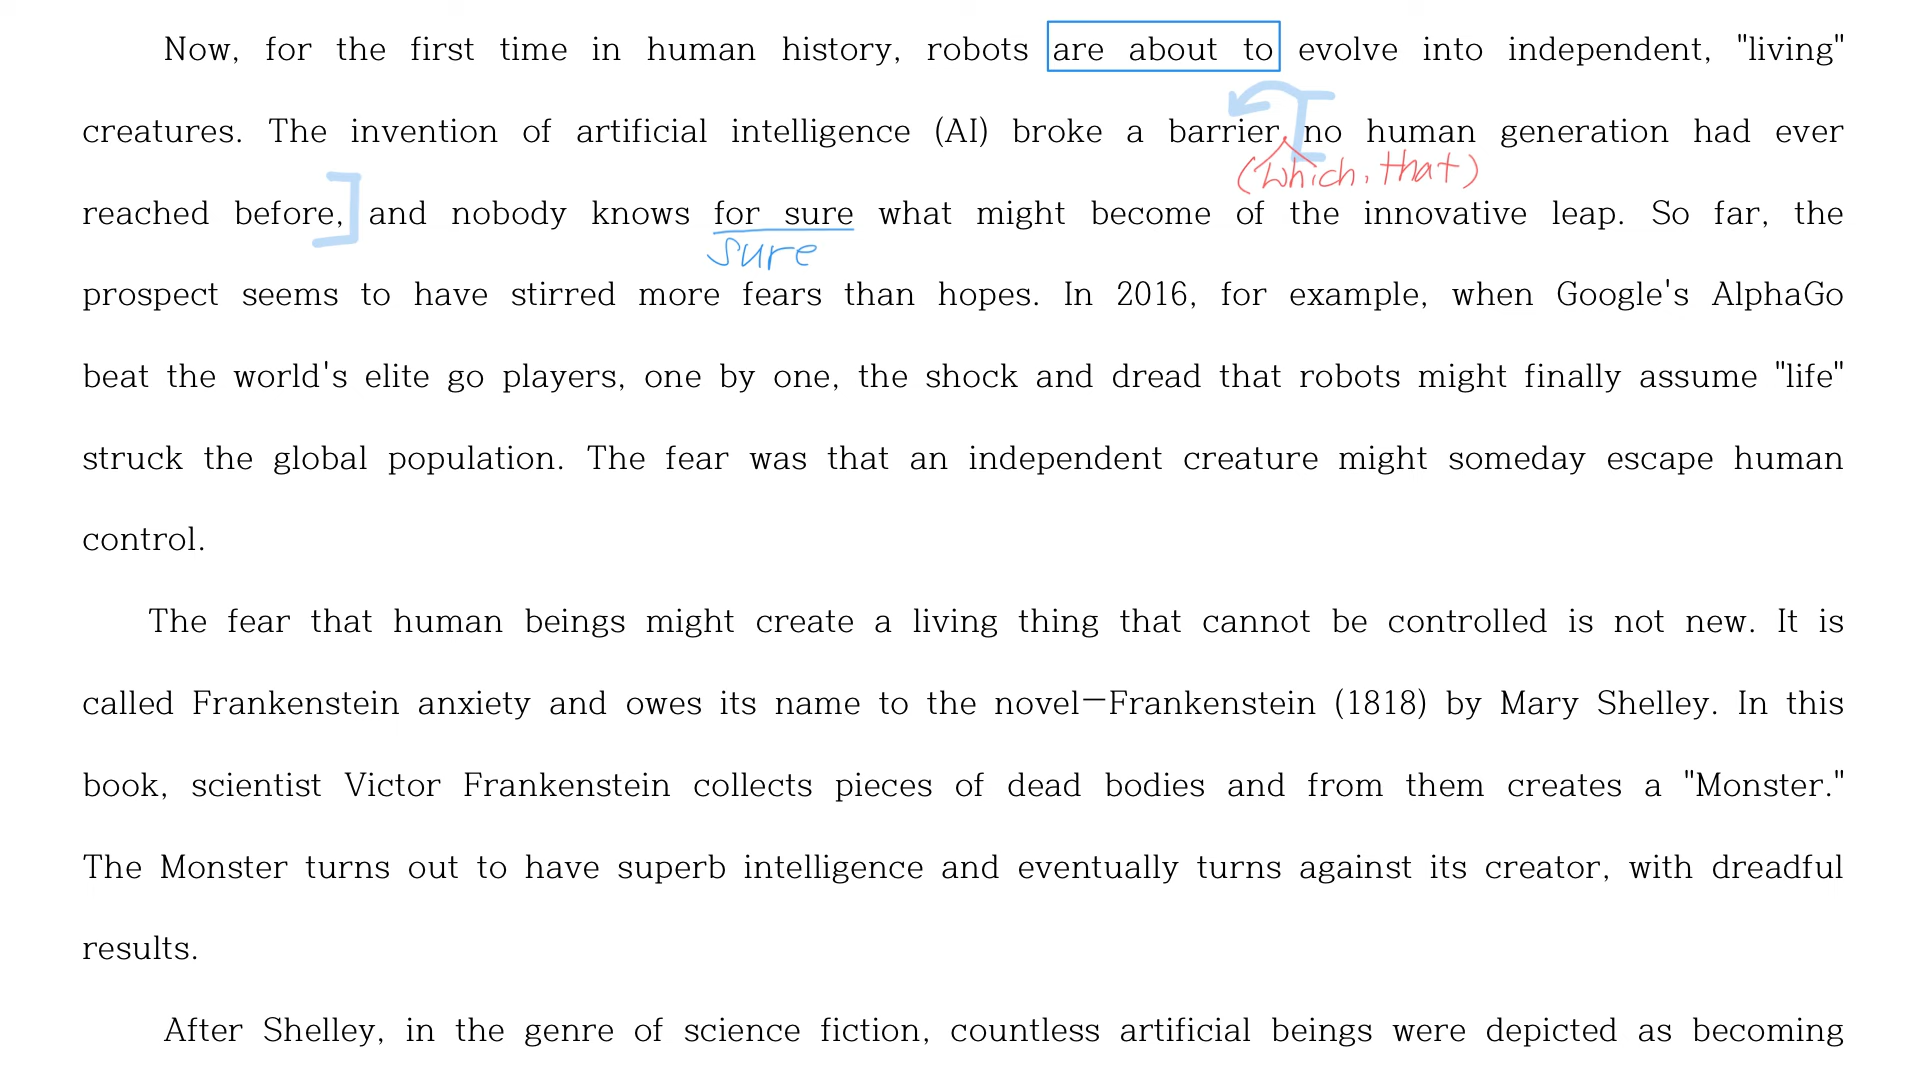 Now, for the first time in human history, robots are about to evolve into independent, "living"
creatures. The invention of artificial intelligence (AI) broke a barrier no human generation had ever
(which, that)
reached before, and nobody knows for sure what might become of the innovative leap. So far, the
sure
prospect seems to have stirred more fears than hopes. In 2016, for example, when Google's AlphaGo
beat the world's elite go players, one by one, the shock and dread that robots might finally assume "life"
struck the global population. The fear was that an independent creature might someday escape human
control.
The fear that human beings might create a living thing that cannot be controlled is not new. It is
called Frankenstein anxiety and owes its name to the novel—Frankenstein (1818) by Mary Shelley. In this
book, scientist Victor Frankenstein collects pieces of dead bodies and from them creates a "Monster."
The Monster turns out to have superb intelligence and eventually turns against its creator, with dreadful
results.
After Shelley, in the genre of science fiction, countless artificial beings were depicted as becoming